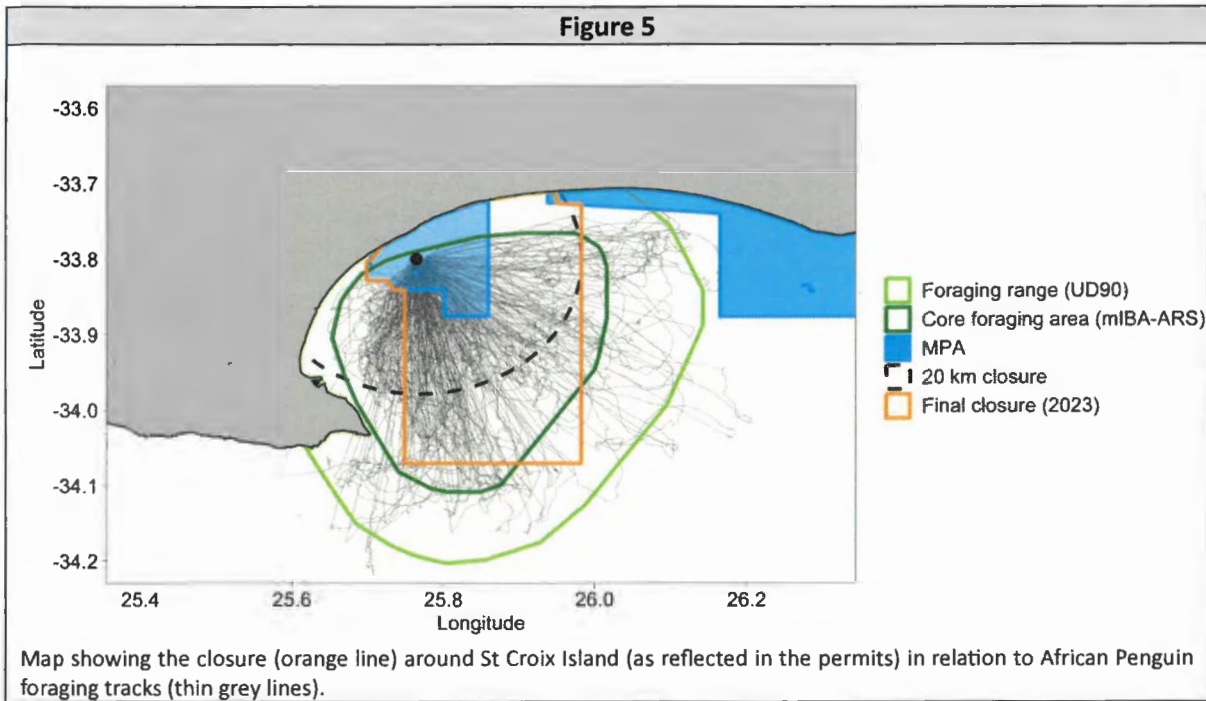 Figure 5
-33.6
-33.7
-33.8
-33.9
-34.0
-34.1
-34.2
Latitude
25.4 25.6 25.8 26.0 26.2
Longitude
Foraging range (UD90)
Core foraging area (mIBA-ARS)
MPA
20 km closure
Final closure (2023)
Map showing the closure (orange line) around St Croix Island (as reflected in the permits) in relation to African Penguin
foraging tracks (thin grey lines).